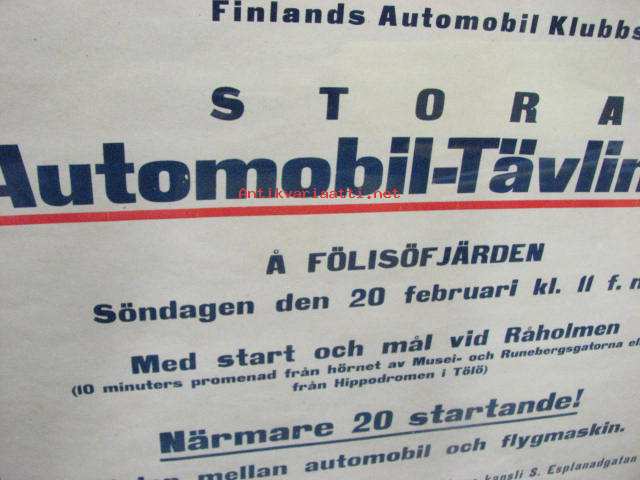 Finlands Automobil Klubbs
STORA
Automobil-Tävlin
Antikvariaatti.net
Å FÖLISÖFJÄRDEN
Söndagen den 20 februari kl. 11 f. m
Med start och mål vid Råholmen
(10 minuters promenad från hörnet av Musei- och Runebergsgatorna el
från Hippodromen i Tölö)
Närmare 20 startande!
mellan automobil och flygmaskin.
kansli S. Esplanadgatan